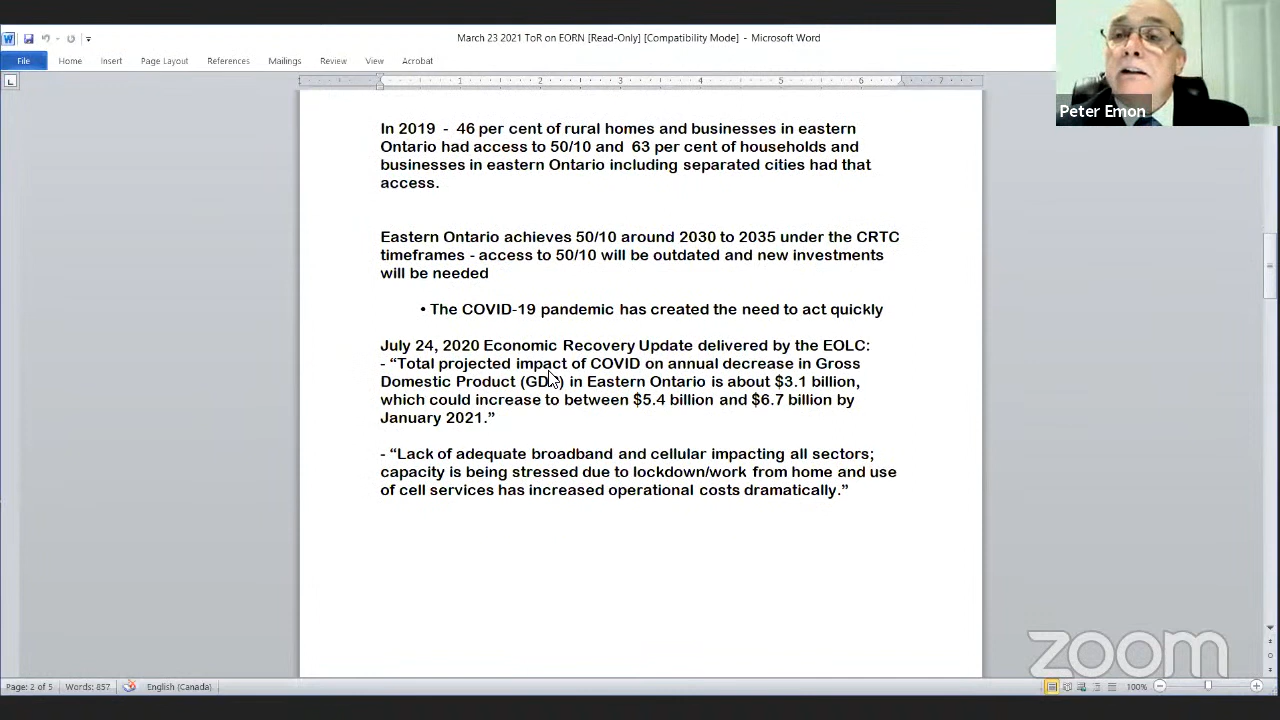 March 23 2021 ToR on EORN [Read-Only] [Compatibility Mode] - Microsoft Word
File Home Insert Page Layout References Mailings Review View Acrobat
1 1 2 3 4 5 6 7
Peter Emon
In 2019 - 46 per cent of rural homes and businesses in eastern
Ontario had access to 50/10 and 63 per cent of households and
businesses in eastern Ontario including separated cities had that
access.
Eastern Ontario achieves 50/10 around 2030 to 2035 under the CRTC
timeframes - access to 50/10 will be outdated and new investments
will be needed
• The COVID-19 pandemic has created the need to act quickly
July 24, 2020 Economic Recovery Update delivered by the EOLC:
- “Total projected impact of COVID on annual decrease in Gross
Domestic Product (GDP) in Eastern Ontario is about $3.1 billion,
which could increase to between $5.4 billion and $6.7 billion by
January 2021.”
- “Lack of adequate broadband and cellular impacting all sectors;
capacity is being stressed due to lockdown/work from home and use
of cell services has increased operational costs dramatically.”
zoom
Page: 2 of 5 Words: 857 English (Canada) 100%